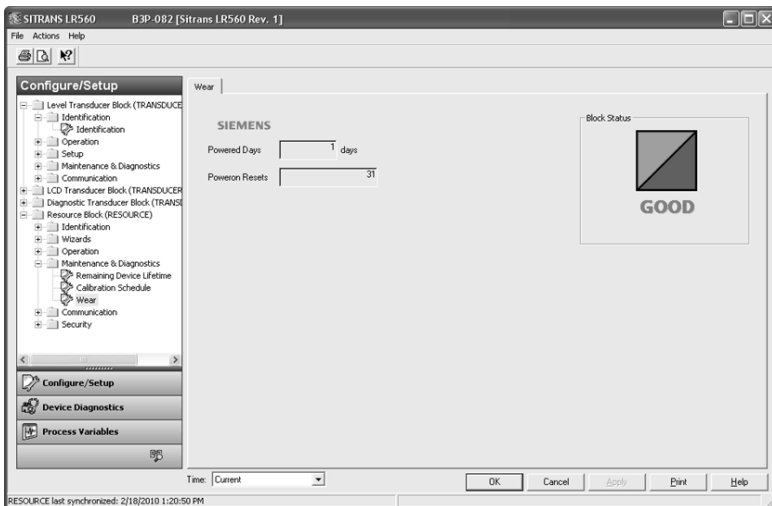 SITRANS LR560 B3P-082 [Sitrans LR560 Rev. 1]
File Actions Help
Configure/Setup
Level Transducer Block (TRANSDUCE
Identification
Identification
Operation
Setup
Maintenance & Diagnostics
Communication
LCD Transducer Block (TRANSDUCER
Diagnostic Transducer Block (TRANSD
Resource Block (RESOURCE)
Identification
Wizards
Operation
Maintenance & Diagnostics
Remaining Device Lifetime
Calibration Schedule
Wear
Communication
Security
Configure/Setup
Device Diagnostics
Process Variables
Wear
SIEMENS
Powered Days 1 days
Poweron Resets 31
Block Status
GOOD
Time: Current
OK Cancel Apply Print Help
RESOURCE last synchronized: 2/18/2010 1:20:50 PM